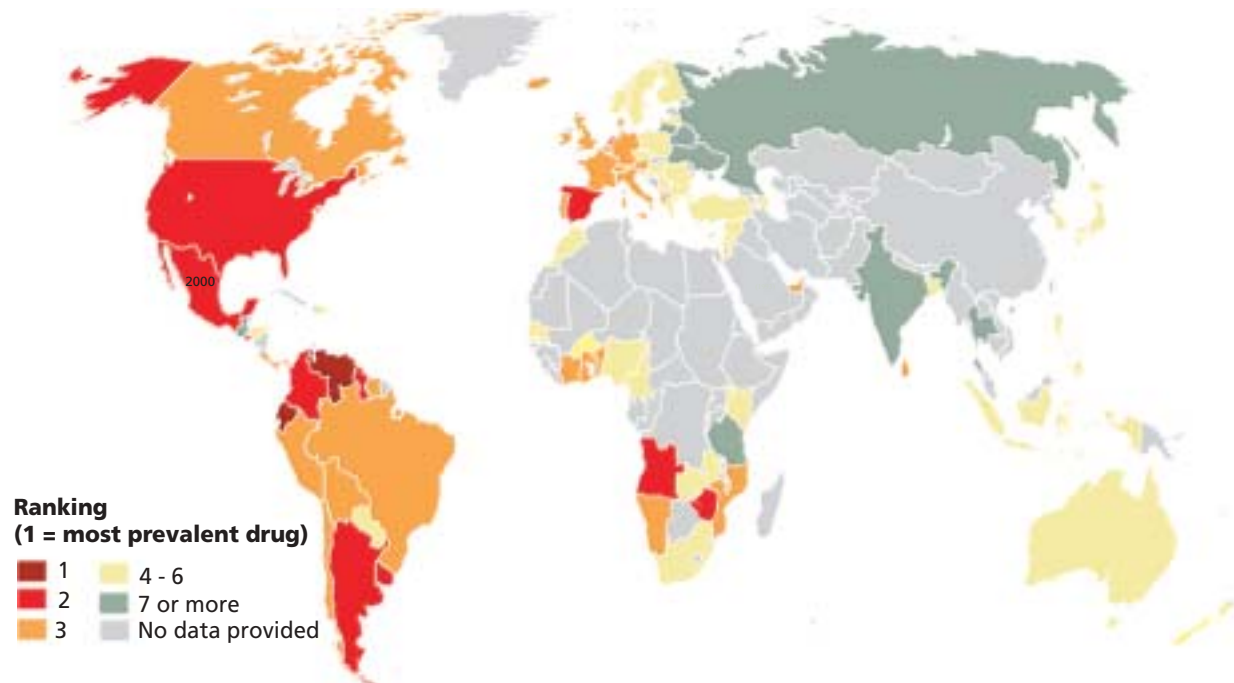 2000
Ranking
(1 = most prevalent drug)
1
2
3
4 - 6
7 or more
No data provided